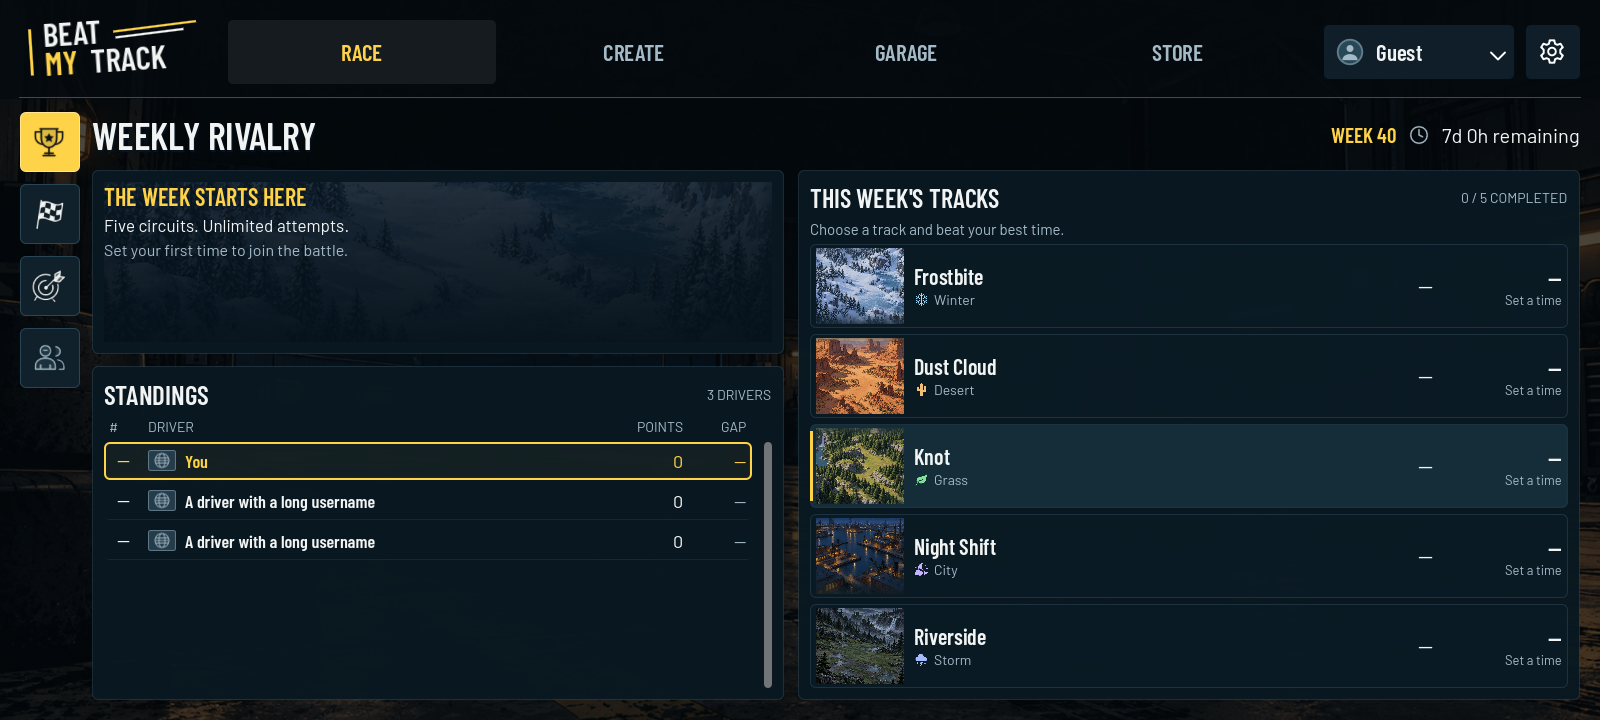 BEAT
MY TRACK
RACE
CREATE
GARAGE
STORE
Guest
WEEKLY RIVALRY
WEEK 40
7d 0h remaining
THE WEEK STARTS HERE
Five circuits. Unlimited attempts.
Set your first time to join the battle.
STANDINGS
3 DRIVERS
# DRIVER POINTS GAP
— You 0 —
— A driver with a long username 0 —
— A driver with a long username 0 —
THIS WEEK'S TRACKS
0 / 5 COMPLETED
Choose a track and beat your best time.
Frostbite
Winter
— —
Set a time
Dust Cloud
Desert
— —
Set a time
Knot
Grass
— —
Set a time
Night Shift
City
— —
Set a time
Riverside
Storm
— —
Set a time